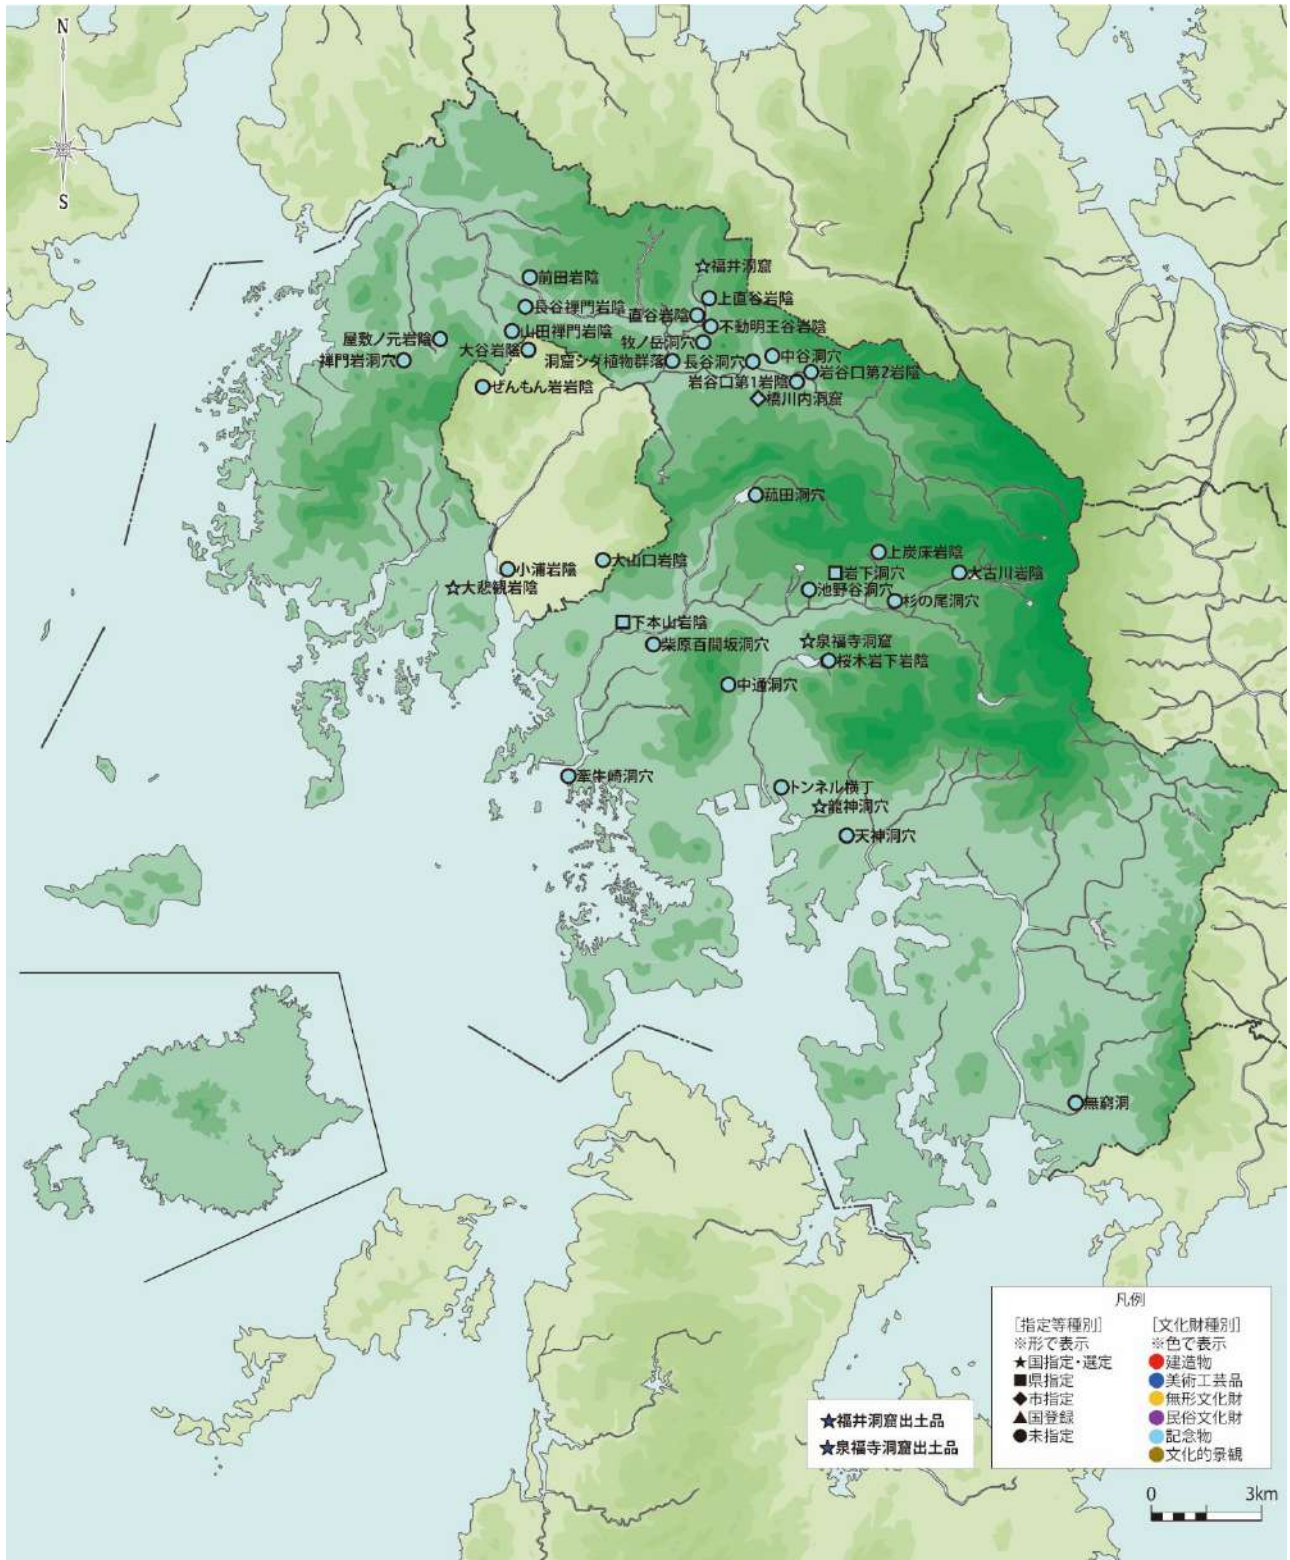 N
S
福井洞窟
前田岩陰
上直谷岩陰
長谷禅門岩陰
直谷岩陰
不動明王谷岩陰
山田禅門岩陰
屋敷ノ元岩陰
牧ノ岳洞穴
大谷岩陰
中谷洞穴
禅門岩洞穴
洞窟シダ植物群落
長谷洞穴
岩谷口第2岩陰
岩谷口第1岩陰
ぜんもん岩岩陰
橋川内洞窟
菰田洞穴
上炭床岩陰
大山口岩陰
小浦岩陰
岩下洞穴
大古川岩陰
大悲観岩陰
池野谷洞穴
杉の尾洞穴
下本山岩陰
泉福寺洞窟
柴原百間坂洞穴
桜木岩下岩陰
中通洞穴
牽牛崎洞穴
トンネル横丁
龍神洞穴
天神洞穴
無窮洞
凡例
[指定等種別]
※形で表示
★国指定・選定
■県指定
◆市指定
▲国登録
●未指定
[文化財種別]
※色で表示
●建造物
●美術工芸品
●無形文化財
●民俗文化財
●記念物
●文化的景観
★福井洞窟出土品
★泉福寺洞窟出土品
0 3km